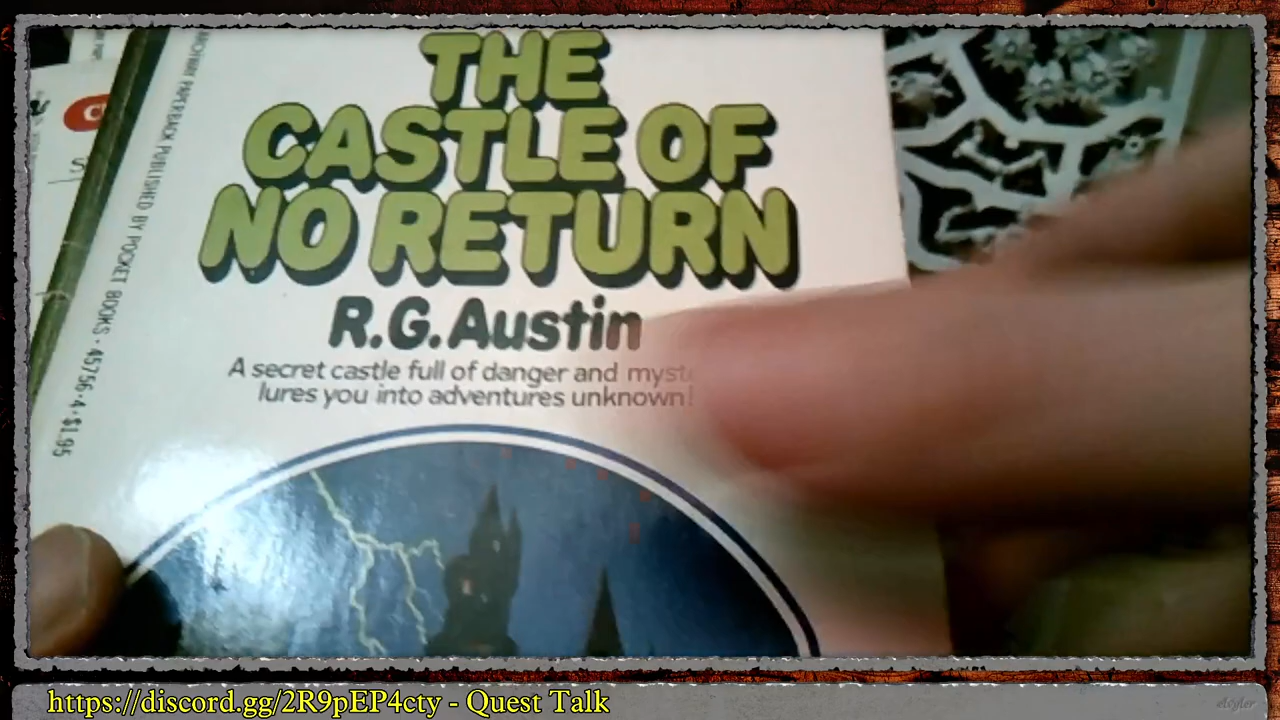 THE
CASTLE OF
NO RETURN
R.G. Austin
A secret castle full of danger and
lures you into adventures unknown!
ARCHWAY PAPERBACK PUBLISHED BY POCKET BOOKS • 45756-4 • $1.95
https://discord.gg/2R9pEP4cty - Quest Talk